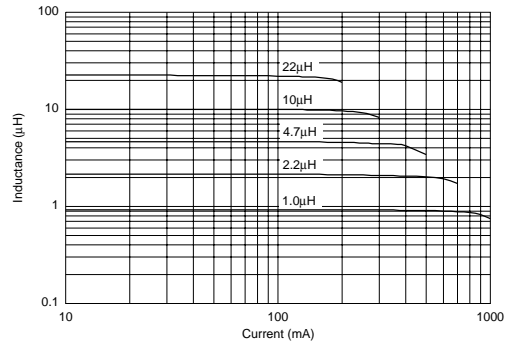 100
22μH
10μH
10
4.7μH
2.2μH
1.0μH
1
0.1
10
100
1000
Inductance (μH)
Current (mA)